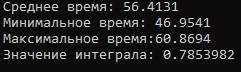 Среднее время: 56.4131
Минимальное время: 46.9541
Максимальное время:60.8694
Значение интеграла: 0.7853982